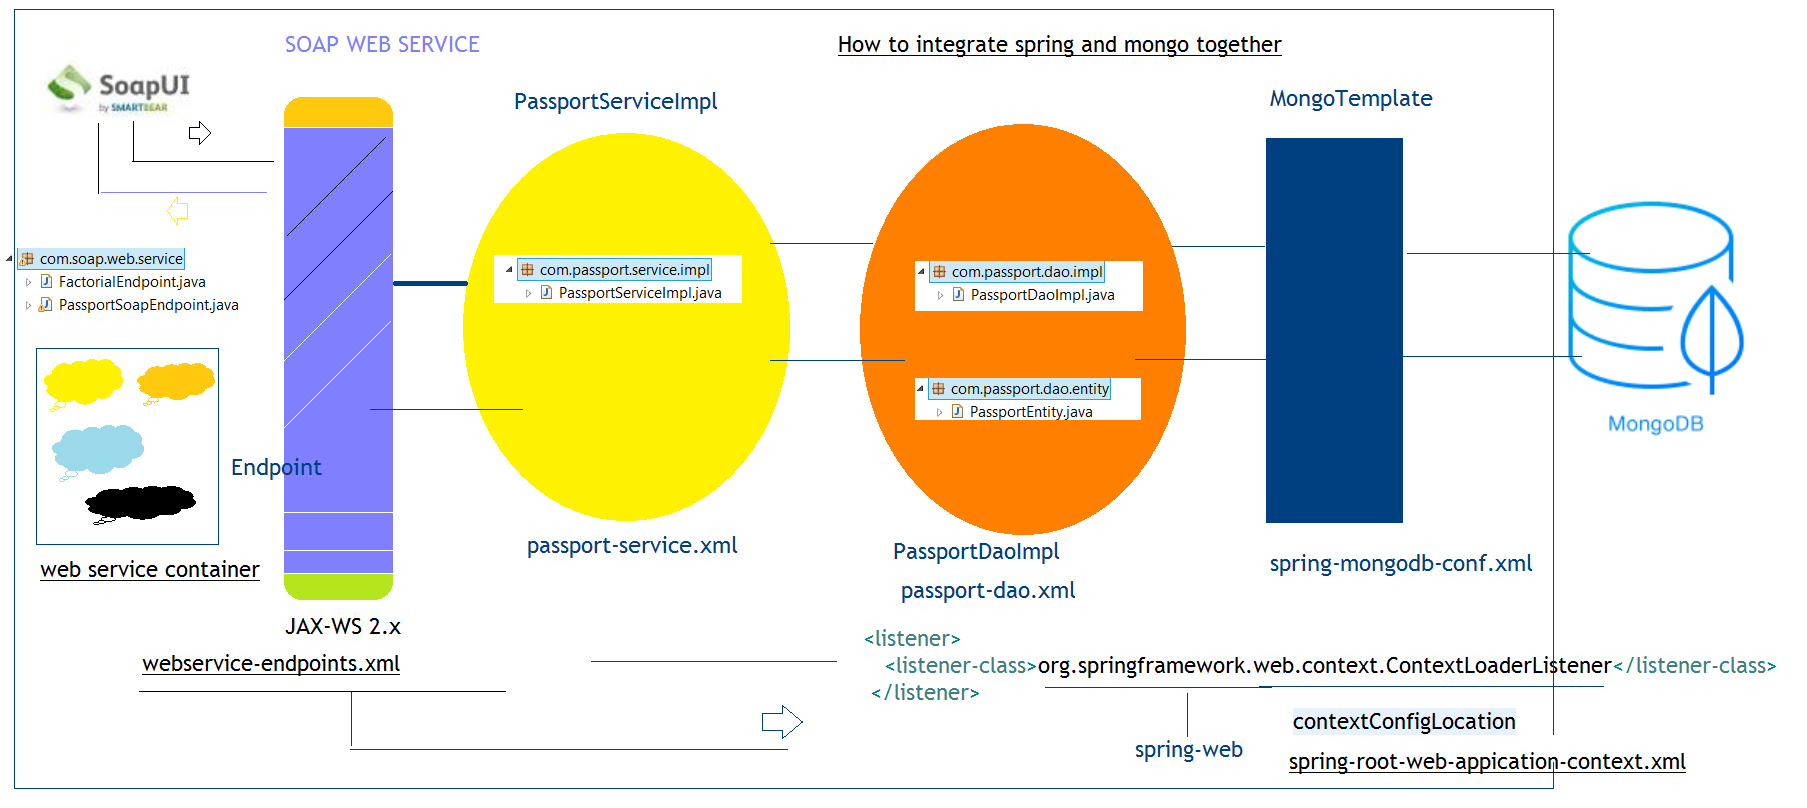 SOAP WEB SERVICE
How to integrate spring and mongo together
SoapUI
by SMARTBEAR
PassportServiceImpl
MongoTemplate
com.soap.web.service
FactorialEndpoint.java
PassportSoapEndpoint.java
com.passport.service.impl
PassportServiceImpl.java
com.passport.dao.impl
PassportDaoImpl.java
com.passport.dao.entity
PassportEntity.java
MongoDB
Endpoint
web service container
passport-service.xml
PassportDaoImpl
passport-dao.xml
spring-mongodb-conf.xml
JAX-WS 2.x
webservice-endpoints.xml
<listener>
<listener-class>org.springframework.web.context.ContextLoaderListener</listener-class>
</listener>
contextConfigLocation
spring-web
spring-root-web-appication-context.xml